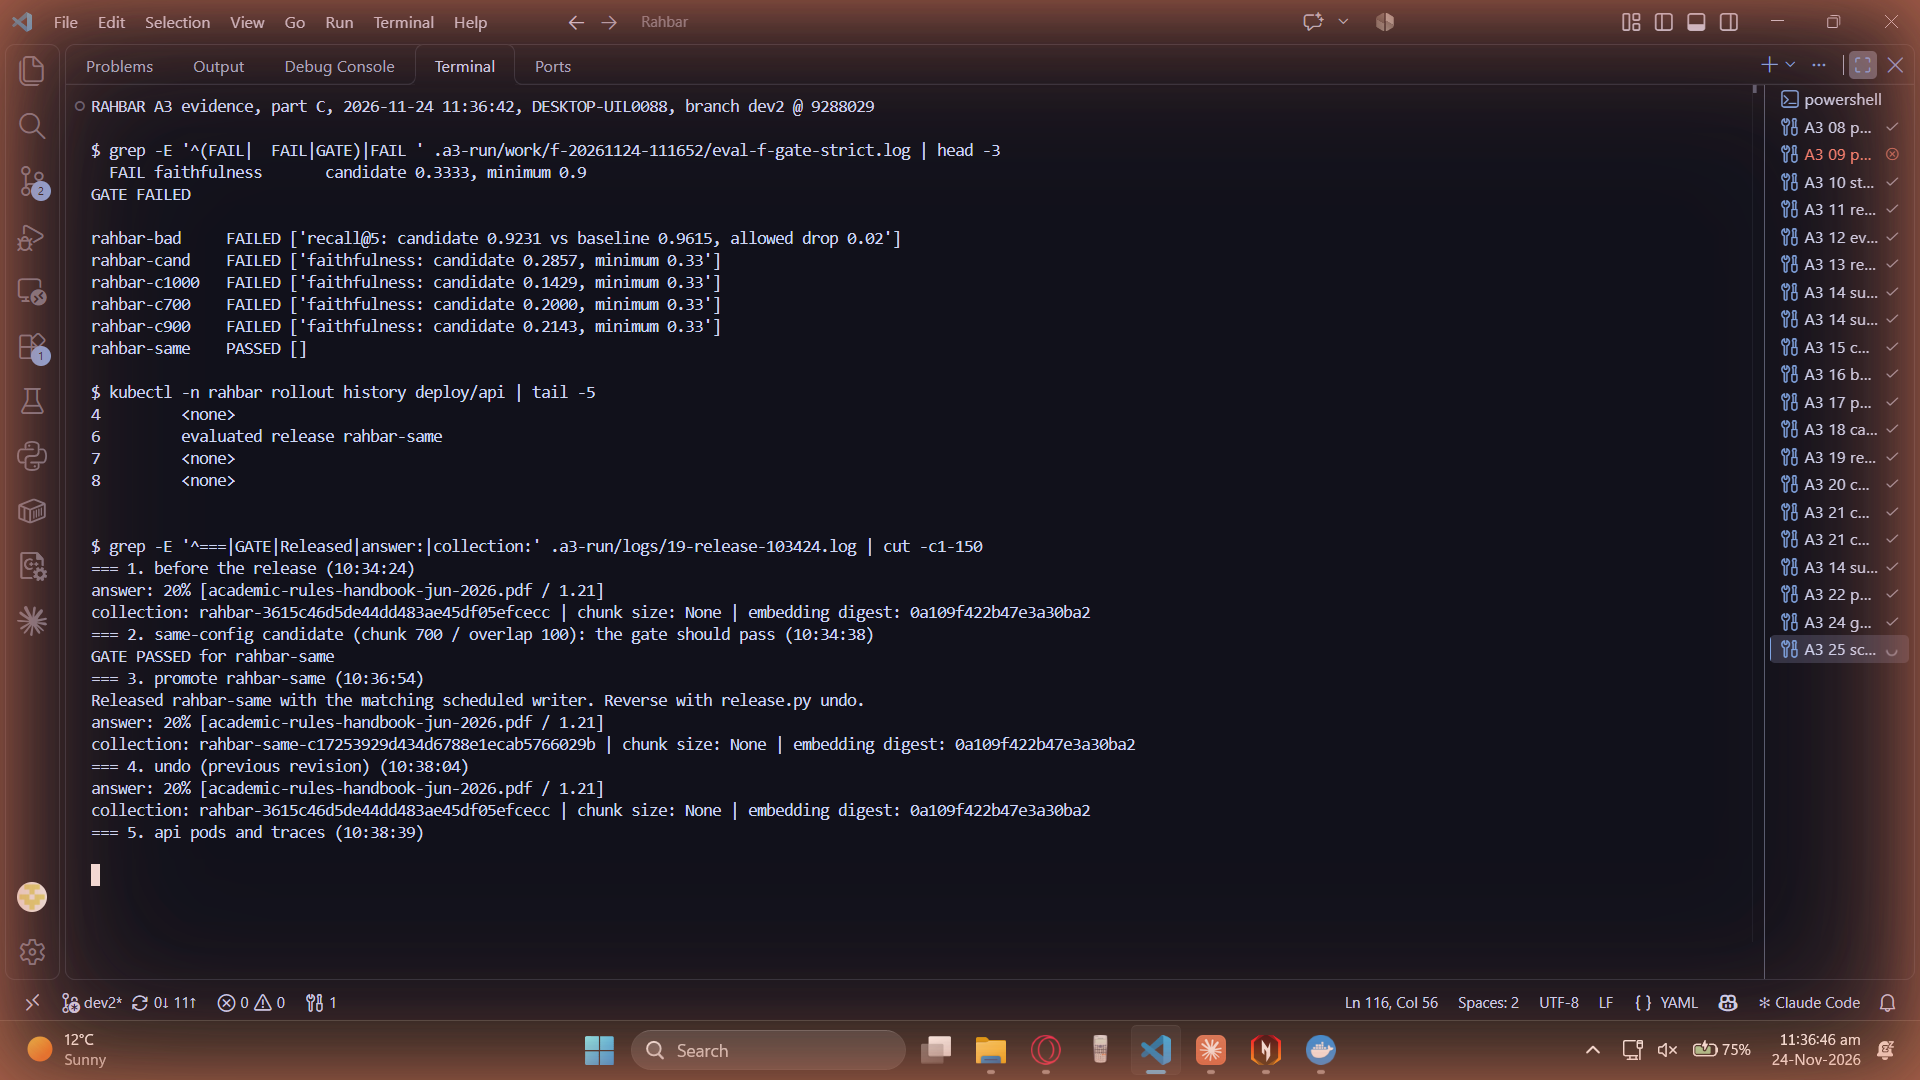 File Edit Selection View Go Run Terminal Help
Rahbar
Problems Output Debug Console Terminal Ports
RAHBAR A3 evidence, part C, 2026-11-24 11:36:42, DESKTOP-UIL0088, branch dev2 @ 9288029
$ grep -E '^(FAIL|  FAIL|GATE)|FAIL ' .a3-run/work/f-20261124-111652/eval-f-gate-strict.log | head -3
  FAIL faithfulness       candidate 0.3333, minimum 0.9
GATE FAILED
rahbar-bad     FAILED ['recall@5: candidate 0.9231 vs baseline 0.9615, allowed drop 0.02']
rahbar-cand    FAILED ['faithfulness: candidate 0.2857, minimum 0.33']
rahbar-c1000   FAILED ['faithfulness: candidate 0.1429, minimum 0.33']
rahbar-c700    FAILED ['faithfulness: candidate 0.2000, minimum 0.33']
rahbar-c900    FAILED ['faithfulness: candidate 0.2143, minimum 0.33']
rahbar-same    PASSED []
$ kubectl -n rahbar rollout history deploy/api | tail -5
4         <none>
6         evaluated release rahbar-same
7         <none>
8         <none>
$ grep -E '^===|GATE|Released|answer:|collection:' .a3-run/logs/19-release-103424.log | cut -c1-150
=== 1. before the release (10:34:24)
answer: 20% [academic-rules-handbook-jun-2026.pdf / 1.21]
collection: rahbar-3615c46d5de44dd483ae45df05efcecc | chunk size: None | embedding digest: 0a109f422b47e3a30ba2
=== 2. same-config candidate (chunk 700 / overlap 100): the gate should pass (10:34:38)
GATE PASSED for rahbar-same
=== 3. promote rahbar-same (10:36:54)
Released rahbar-same with the matching scheduled writer. Reverse with release.py undo.
answer: 20% [academic-rules-handbook-jun-2026.pdf / 1.21]
collection: rahbar-same-c17253929d434d6788e1ecab5766029b | chunk size: None | embedding digest: 0a109f422b47e3a30ba2
=== 4. undo (previous revision) (10:38:04)
answer: 20% [academic-rules-handbook-jun-2026.pdf / 1.21]
collection: rahbar-3615c46d5de44dd483ae45df05efcecc | chunk size: None | embedding digest: 0a109f422b47e3a30ba2
=== 5. api pods and traces (10:38:39)
powershell
A3 08 p...
A3 09 p...
A3 10 st...
A3 11 re...
A3 12 ev...
A3 13 re...
A3 14 su...
A3 14 su...
A3 15 c...
A3 16 b...
A3 17 p...
A3 18 ca...
A3 19 re...
A3 20 c...
A3 21 c...
A3 21 c...
A3 14 su...
A3 22 p...
A3 24 g...
A3 25 sc...
2
1
dev2* 0↓ 11↑ 0 0 1
Ln 116, Col 56 Spaces: 2 UTF-8 LF { } YAML Claude Code
12°C
Sunny
Search
75%
11:36:46 am
24-Nov-2026